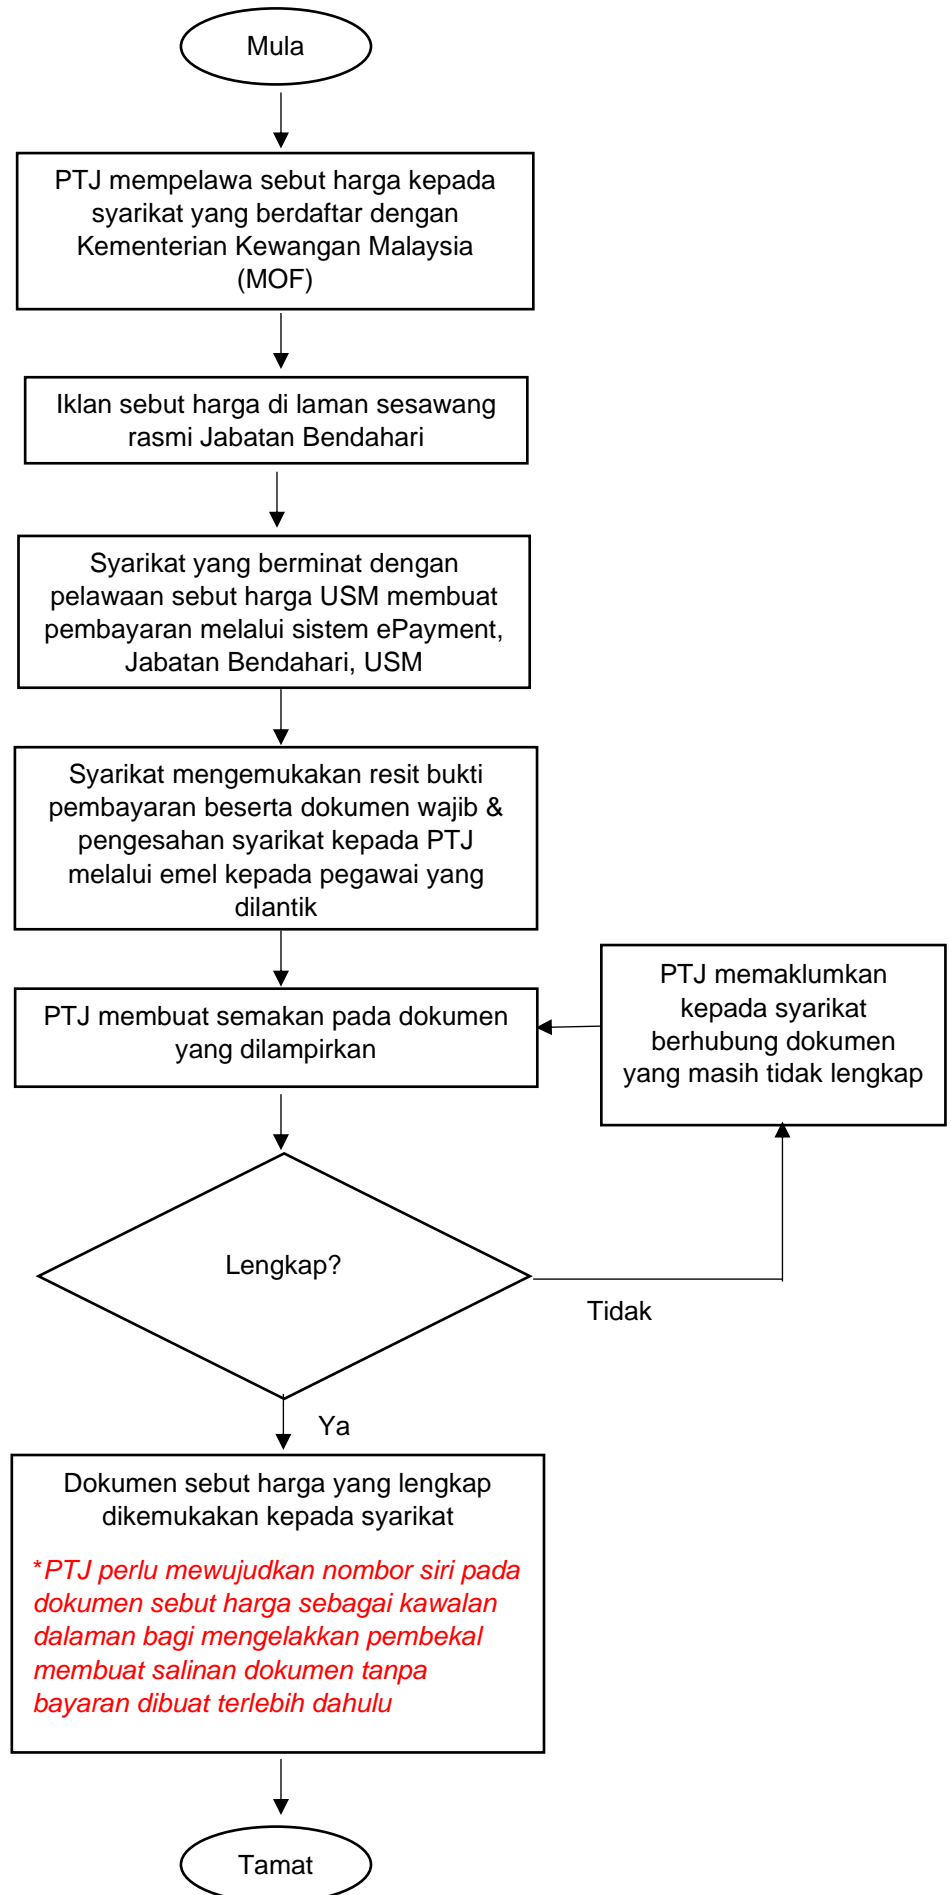 Mula
PTJ mempelawa sebut harga kepada
syarikat yang berdaftar dengan
Kementerian Kewangan Malaysia
(MOF)
Iklan sebut harga di laman sesawang
rasmi Jabatan Bendahari
Syarikat yang berminat dengan
pelawaan sebut harga USM membuat
pembayaran melalui sistem ePayment,
Jabatan Bendahari, USM
Syarikat mengemukakan resit bukti
pembayaran beserta dokumen wajib &
pengesahan syarikat kepada PTJ
melalui emel kepada pegawai yang
dilantik
PTJ membuat semakan pada dokumen
yang dilampirkan
PTJ memaklumkan
kepada syarikat
berhubung dokumen
yang masih tidak lengkap
Lengkap?
Tidak
Ya
Dokumen sebut harga yang lengkap
dikemukakan kepada syarikat
*PTJ perlu mewujudkan nombor siri pada
dokumen sebut harga sebagai kawalan
dalaman bagi mengelakkan pembekal
membuat salinan dokumen tanpa
bayaran dibuat terlebih dahulu
Tamat